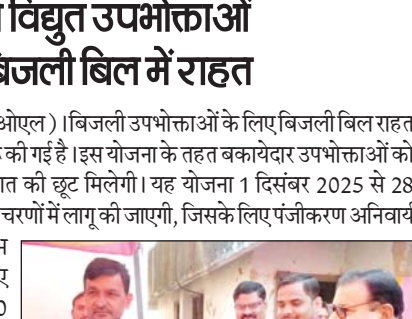 विद्युत उपभोक्ताओं
बिजली बिल में राहत
ओएल)।बिजली उपभोक्ताओं के लिए बिजली बिल राहत
की गई है।इस योजना के तहत बकायेदार उपभोक्ताओं को
की छूट मिलेगी। यह योजना 1 दिसंबर 2025 से 28
चरणों में लागू की जाएगी, जिसके लिए पंजीकरण अनिवार्य